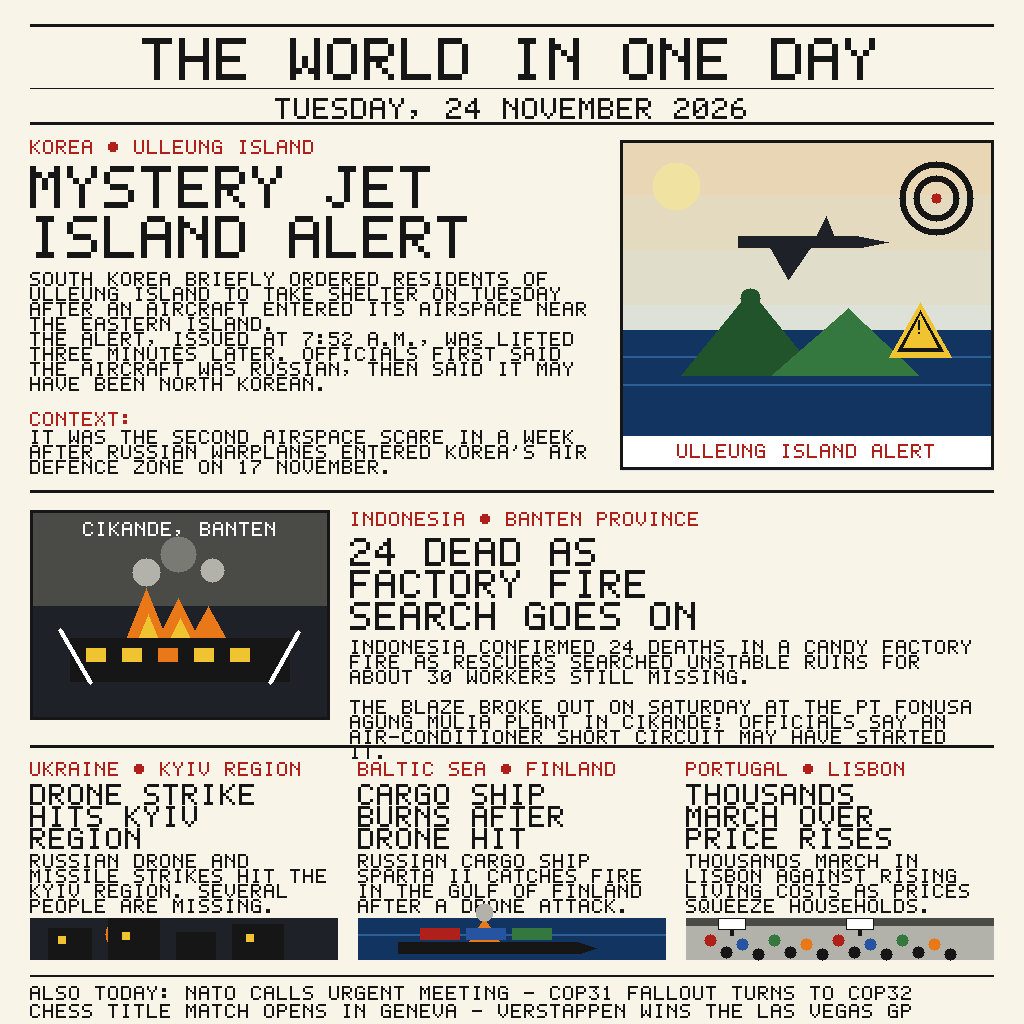 THE WORLD IN ONE DAY
TUESDAY, 24 NOVEMBER 2026
KOREA ● ULLEUNG ISLAND
MYSTERY JET
ISLAND ALERT
SOUTH KOREA BRIEFLY ORDERED RESIDENTS OF
ULLEUNG ISLAND TO TAKE SHELTER ON TUESDAY
AFTER AN AIRCRAFT ENTERED ITS AIRSPACE NEAR
THE EASTERN ISLAND.
THE ALERT, ISSUED AT 7:52 A.M., WAS LIFTED
THREE MINUTES LATER. OFFICIALS FIRST SAID
THE AIRCRAFT WAS RUSSIAN, THEN SAID IT MAY
HAVE BEEN NORTH KOREAN.
CONTEXT:
IT WAS THE SECOND AIRSPACE SCARE IN A WEEK
AFTER RUSSIAN WARPLANES ENTERED KOREA'S AIR
DEFENCE ZONE ON 17 NOVEMBER.
!
ULLEUNG ISLAND ALERT
CIKANDE, BANTEN
INDONESIA ● BANTEN PROVINCE
24 DEAD AS
FACTORY FIRE
SEARCH GOES ON
INDONESIA CONFIRMED 24 DEATHS IN A CANDY FACTORY
FIRE AS RESCUERS SEARCHED UNSTABLE RUINS FOR
ABOUT 30 WORKERS STILL MISSING.
THE BLAZE BROKE OUT ON SATURDAY AT THE PT FONUSA
AGUNG MULIA PLANT IN CIKANDE; OFFICIALS SAY AN
AIR-CONDITIONER SHORT CIRCUIT MAY HAVE STARTED
IT.
UKRAINE ● KYIV REGION
DRONE STRIKE
HITS KYIV
REGION
RUSSIAN DRONE AND
MISSILE STRIKES HIT THE
KYIV REGION. SEVERAL
PEOPLE ARE MISSING.
BALTIC SEA ● FINLAND
CARGO SHIP
BURNS AFTER
DRONE HIT
RUSSIAN CARGO SHIP
SPARTA II CATCHES FIRE
IN THE GULF OF FINLAND
AFTER A DRONE ATTACK.
PORTUGAL ● LISBON
THOUSANDS
MARCH OVER
PRICE RISES
THOUSANDS MARCH IN
LISBON AGAINST RISING
LIVING COSTS AS PRICES
SQUEEZE HOUSEHOLDS.
ALSO TODAY: NATO CALLS URGENT MEETING - COP31 FALLOUT TURNS TO COP32
CHESS TITLE MATCH OPENS IN GENEVA - VERSTAPPEN WINS THE LAS VEGAS GP